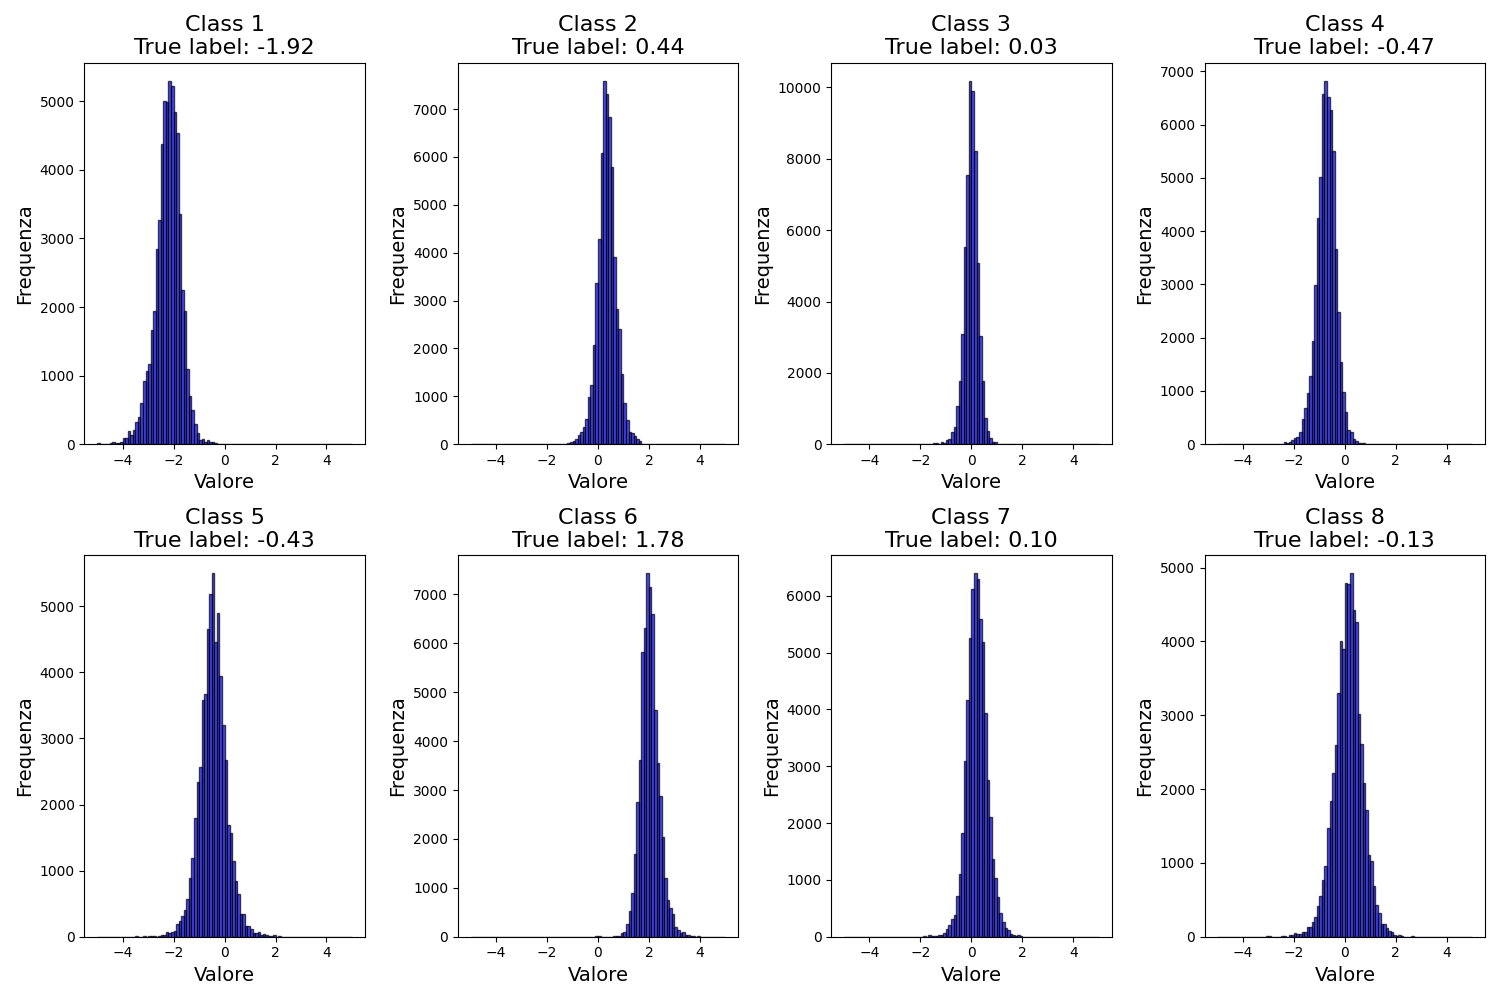 Class 1
True label: -1.92
Class 2
True label: 0.44
Class 3
True label: 0.03
Class 4
True label: -0.47
5000
4000
3000
2000
1000
0
Frequenza
−4 −2 0 2 4
Valore
7000
6000
5000
4000
3000
2000
1000
0
Frequenza
−4 −2 0 2 4
Valore
10000
8000
6000
4000
2000
0
Frequenza
−4 −2 0 2 4
Valore
7000
6000
5000
4000
3000
2000
1000
0
Frequenza
−4 −2 0 2 4
Valore
Class 5
True label: -0.43
Class 6
True label: 1.78
Class 7
True label: 0.10
Class 8
True label: -0.13
5000
4000
3000
2000
1000
0
Frequenza
−4 −2 0 2 4
Valore
7000
6000
5000
4000
3000
2000
1000
0
Frequenza
−4 −2 0 2 4
Valore
6000
5000
4000
3000
2000
1000
0
Frequenza
−4 −2 0 2 4
Valore
5000
4000
3000
2000
1000
0
Frequenza
−4 −2 0 2 4
Valore